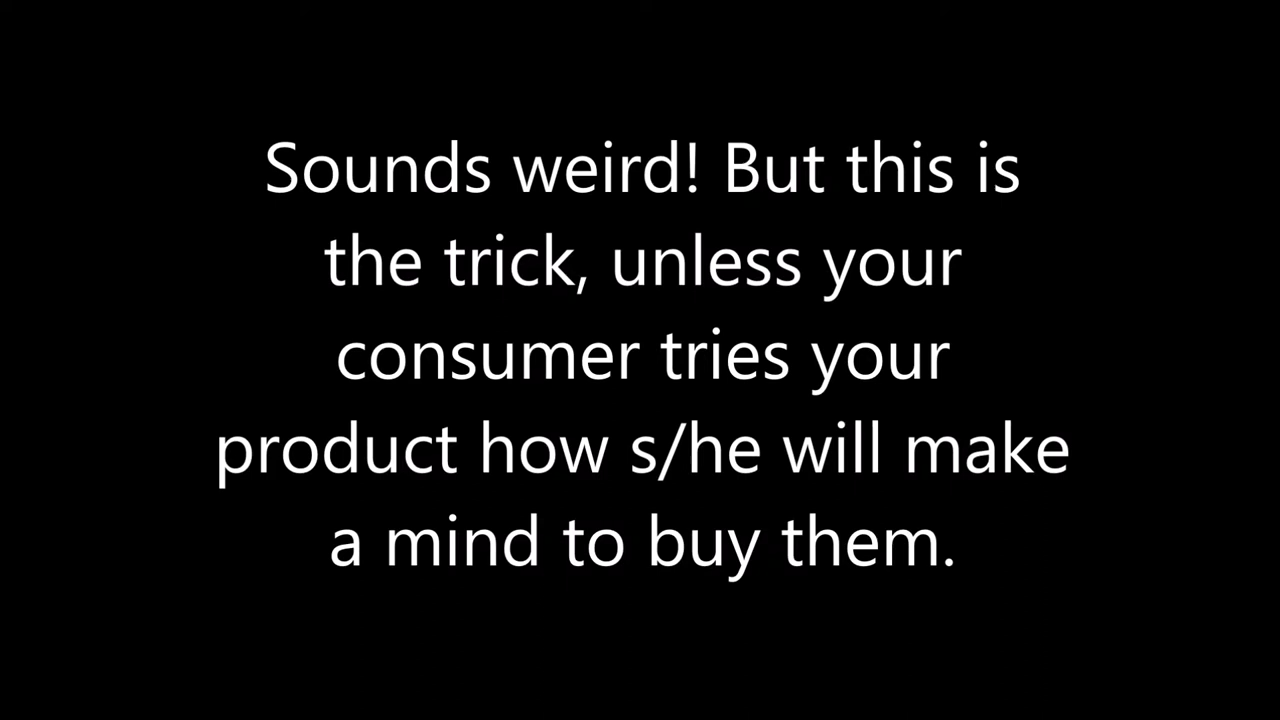 Sounds weird! But this is
the trick, unless your
consumer tries your
product how s/he will make
a mind to buy them.